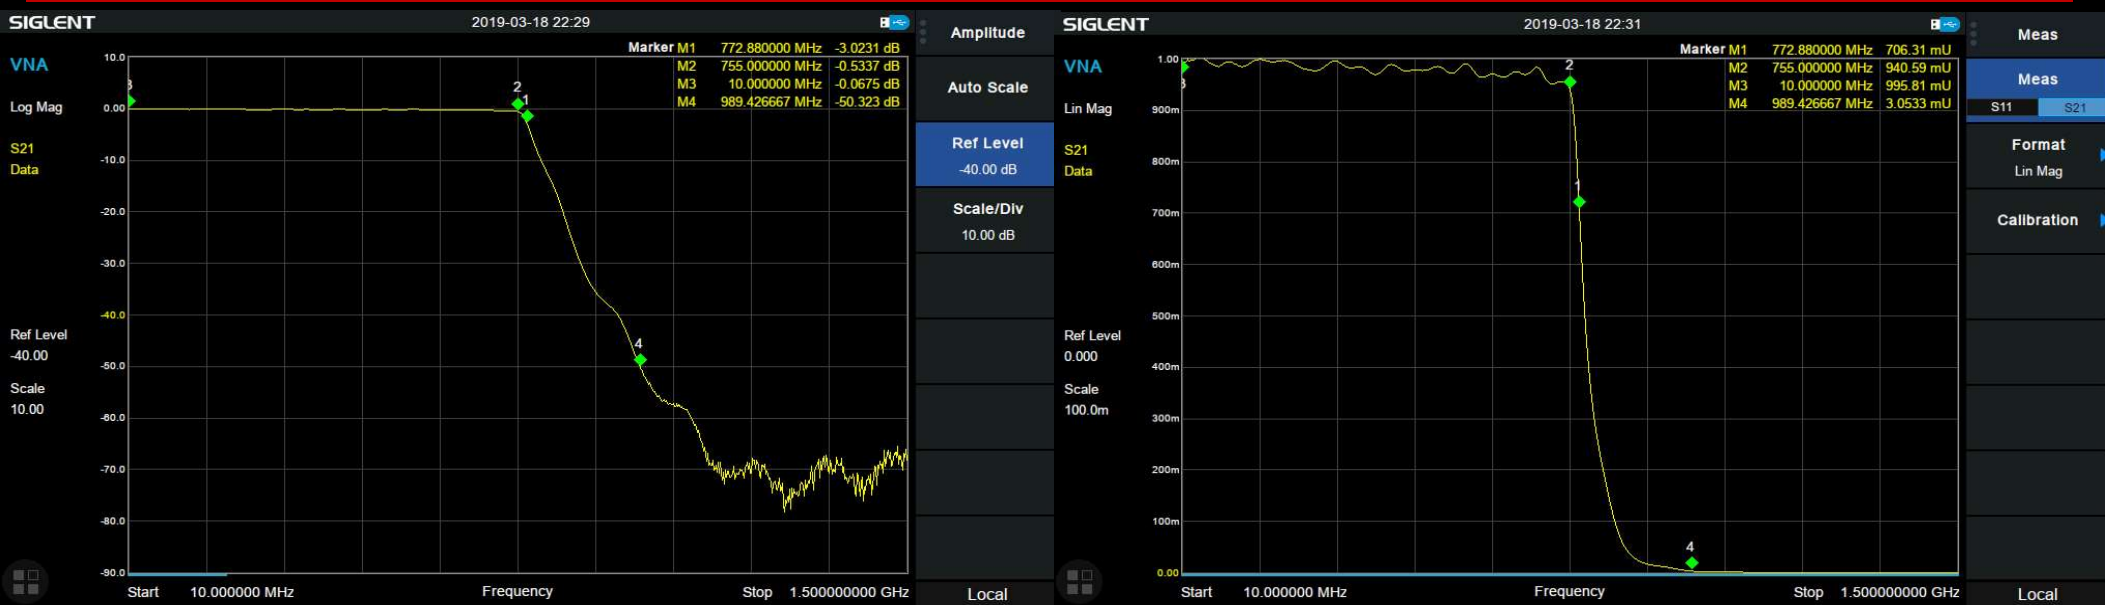 SIGLENT
2019-03-18 22:29
VNA
Log Mag
S21
Data
Ref Level
-40.00
Scale
10.00
Marker M1 772.880000 MHz -3.0231 dB
M2 755.000000 MHz -0.5337 dB
M3 10.000000 MHz -0.0675 dB
M4 989.426667 MHz -50.323 dB
10.0
0.00
-10.0
-20.0
-30.0
-40.0
-50.0
-60.0
-70.0
-80.0
-90.0
3
2
1
4
Start 10.000000 MHz Frequency Stop 1.500000000 GHz
Amplitude
Auto Scale
Ref Level
-40.00 dB
Scale/Div
10.00 dB
Local
SIGLENT
2019-03-18 22:31
VNA
Lin Mag
S21
Data
Ref Level
0.000
Scale
100.0m
Marker M1 772.880000 MHz 706.31 mU
M2 755.000000 MHz 940.59 mU
M3 10.000000 MHz 995.81 mU
M4 989.426667 MHz 3.0533 mU
1.00
900m
800m
700m
600m
500m
400m
300m
200m
100m
0.00
3
2
1
4
Start 10.000000 MHz Frequency Stop 1.500000000 GHz
Meas
Meas
S11 S21
Format
Lin Mag
Calibration
Local